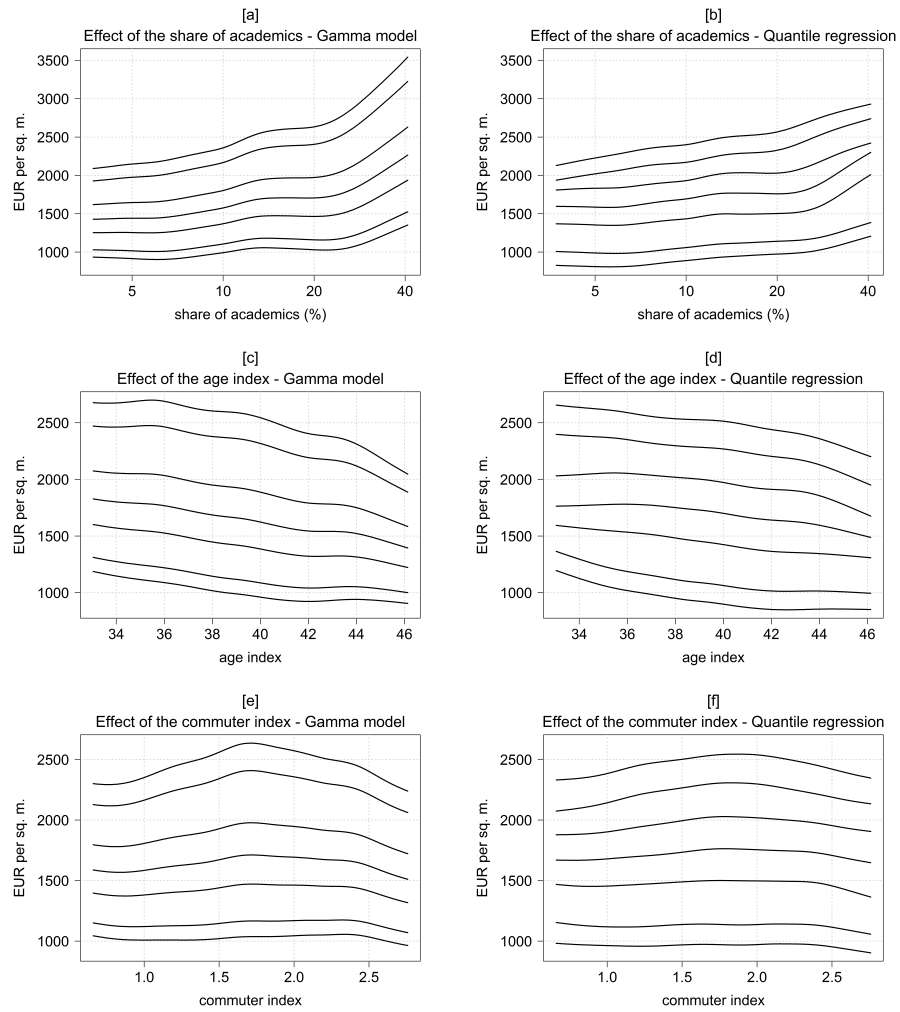 [a]
Effect of the share of academics - Gamma model
EUR per sq. m.
3500
3000
2500
2000
1500
1000
5 10 20 40
share of academics (%)
[b]
Effect of the share of academics - Quantile regression
EUR per sq. m.
3500
3000
2500
2000
1500
1000
5 10 20 40
share of academics (%)
[c]
Effect of the age index - Gamma model
EUR per sq. m.
2500
2000
1500
1000
34 36 38 40 42 44 46
age index
[d]
Effect of the age index - Quantile regression
EUR per sq. m.
2500
2000
1500
1000
34 36 38 40 42 44 46
age index
[e]
Effect of the commuter index - Gamma model
EUR per sq. m.
2500
2000
1500
1000
1.0 1.5 2.0 2.5
commuter index
[f]
Effect of the commuter index - Quantile regression
EUR per sq. m.
2500
2000
1500
1000
1.0 1.5 2.0 2.5
commuter index